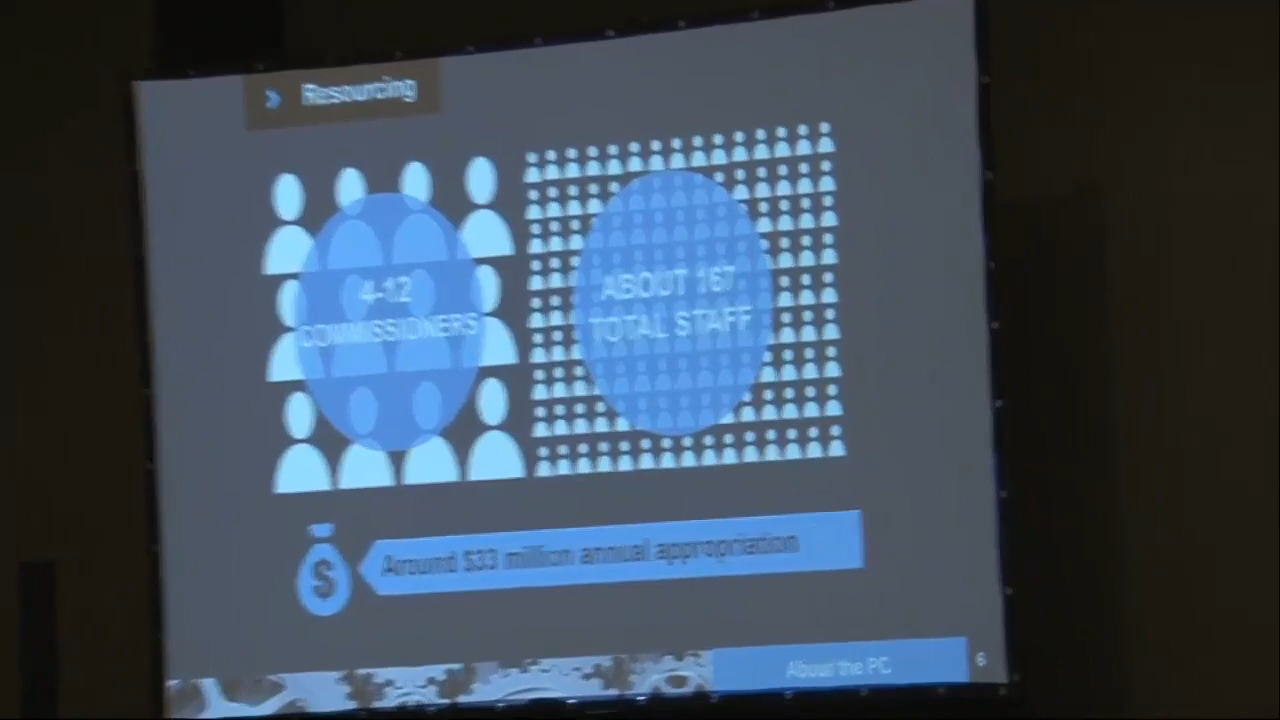 Resourcing
4-12
COMMISSIONERS
ABOUT 167
TOTAL STAFF
$
Around $33 million annual appropriation
About the PC
6